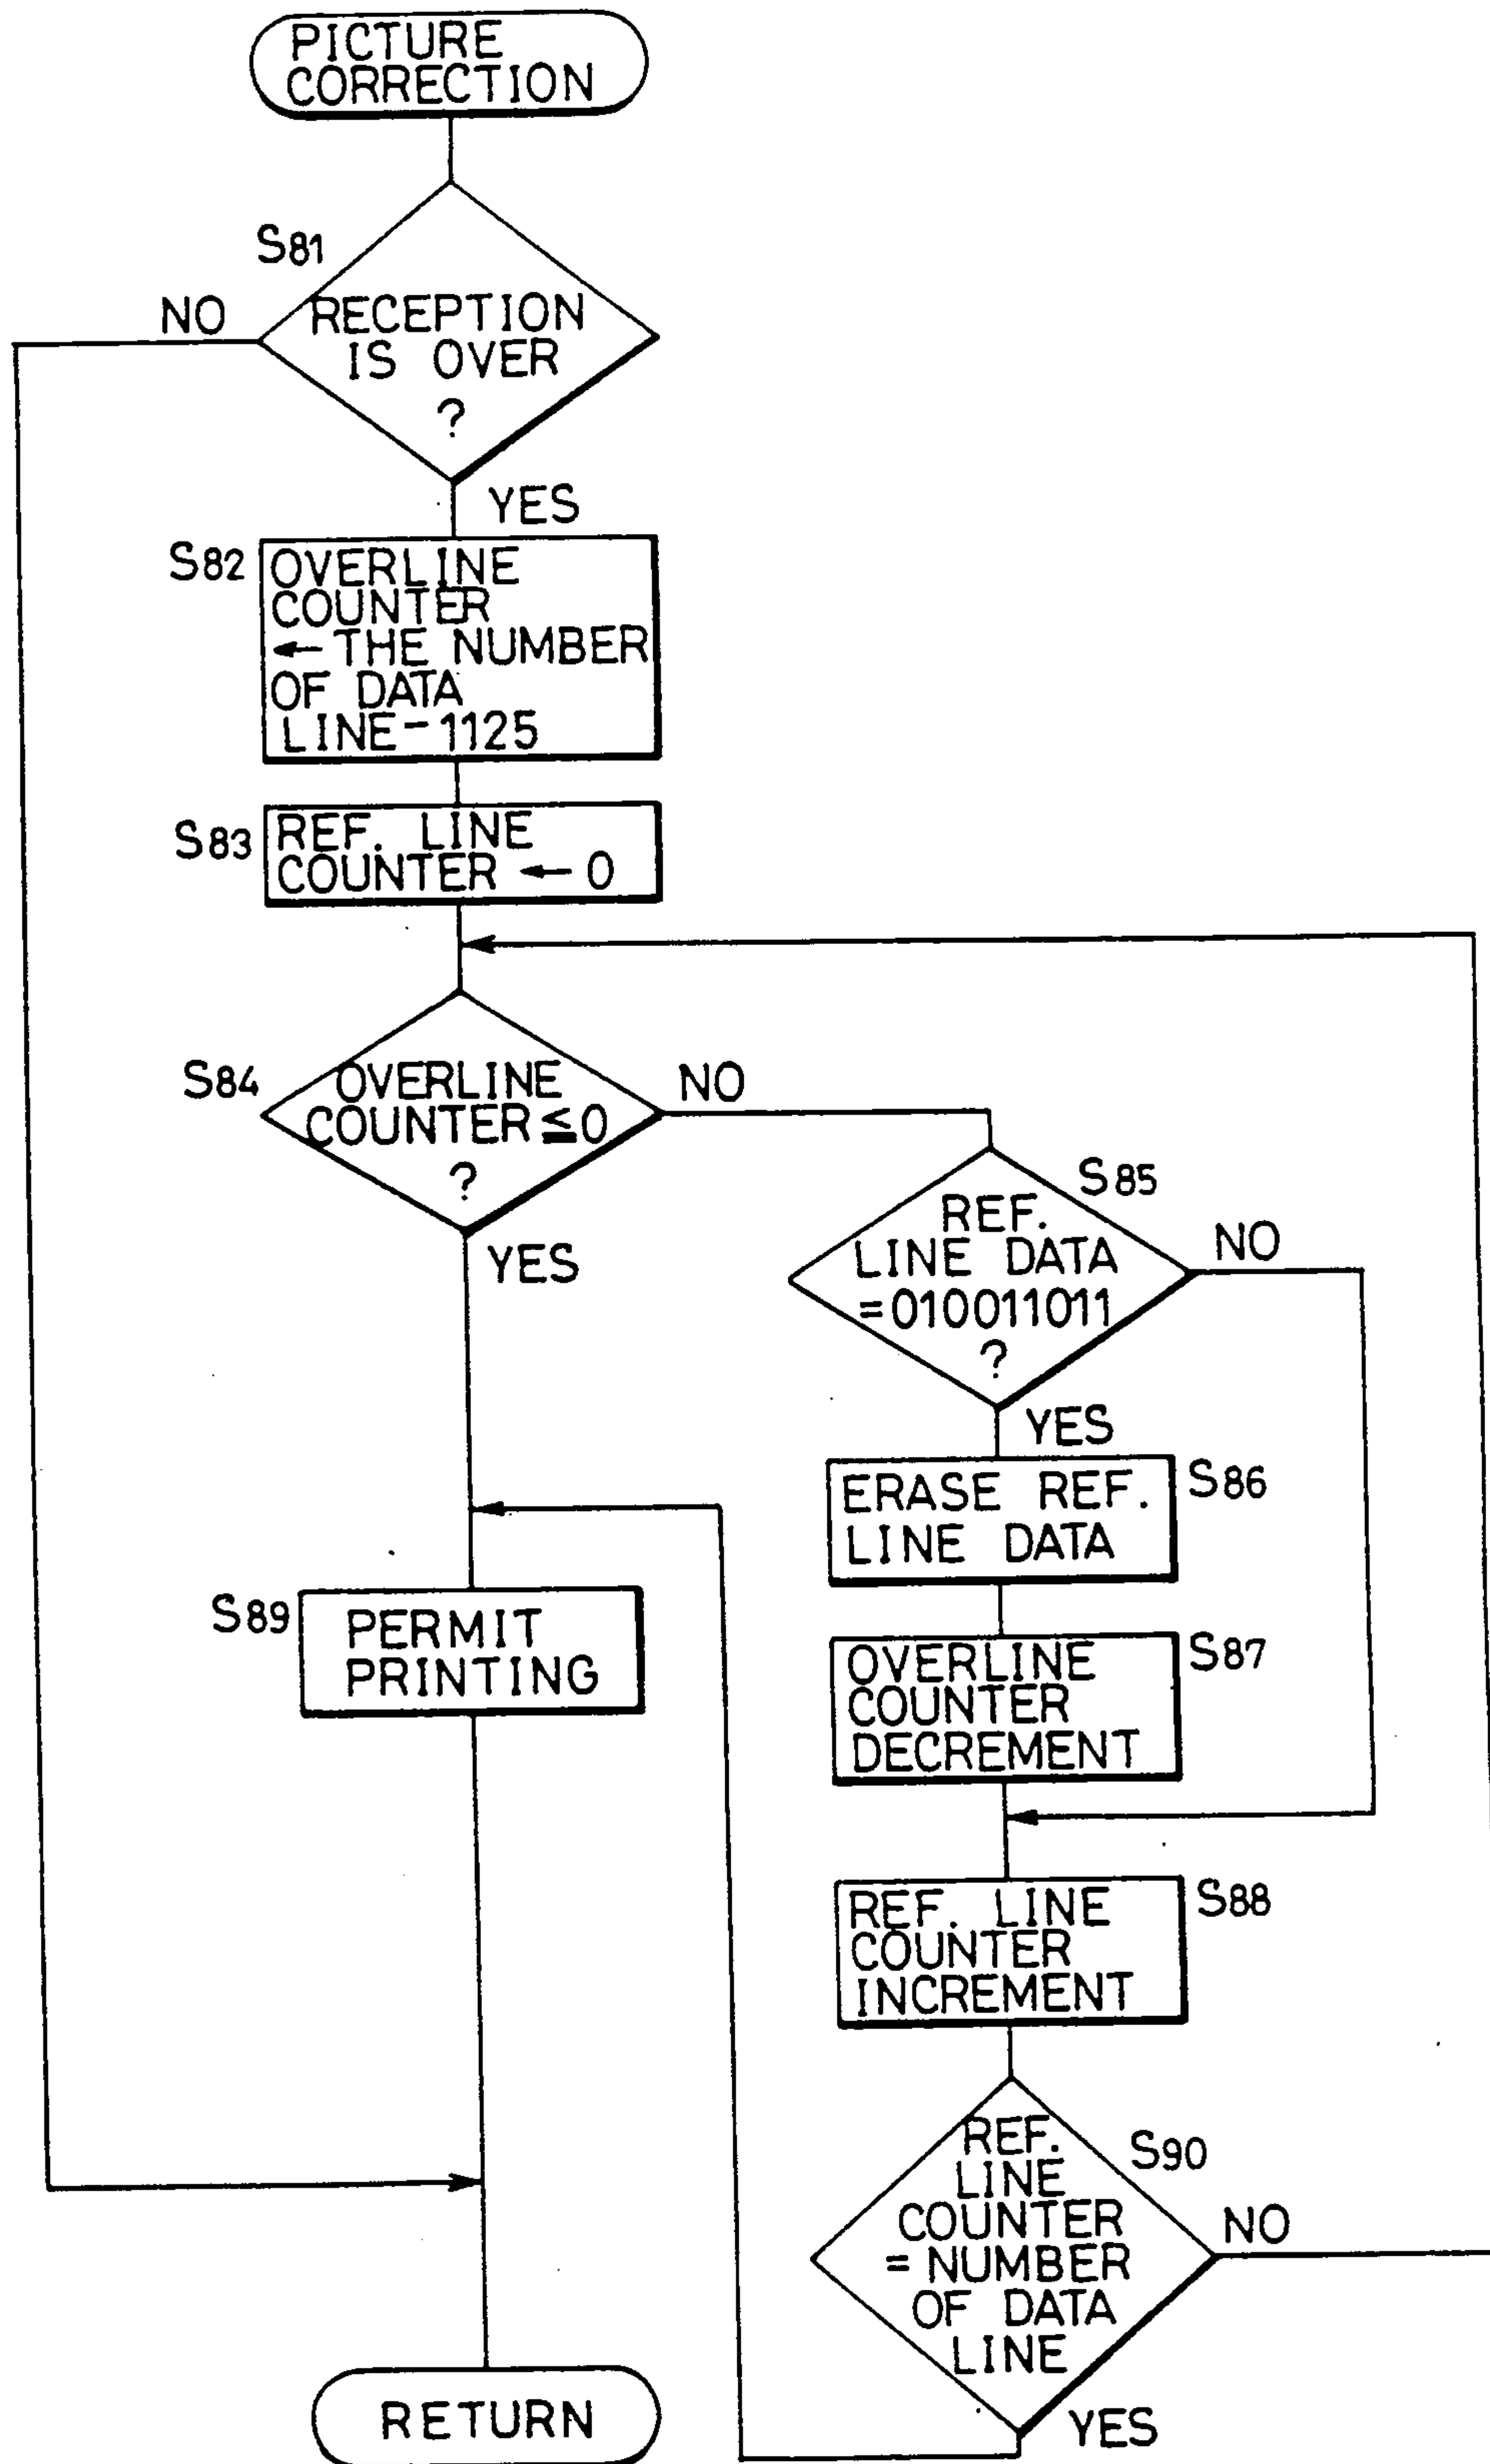 PICTURE
CORRECTION
S81
NO
RECEPTION
IS OVER
?
YES
S82
OVERLINE
COUNTER
← THE NUMBER
OF DATA
LINE-1125
S83
REF. LINE
COUNTER ← 0
S84
OVERLINE
COUNTER≦0
?
NO
YES
S85
REF.
LINE DATA
=010011011
?
NO
YES
ERASE REF.
LINE DATA
S86
S89
PERMIT
PRINTING
OVERLINE
COUNTER
DECREMENT
S87
REF. LINE
COUNTER
INCREMENT
S88
REF.
LINE
COUNTER
= NUMBER
OF DATA
LINE
S90
NO
YES
RETURN